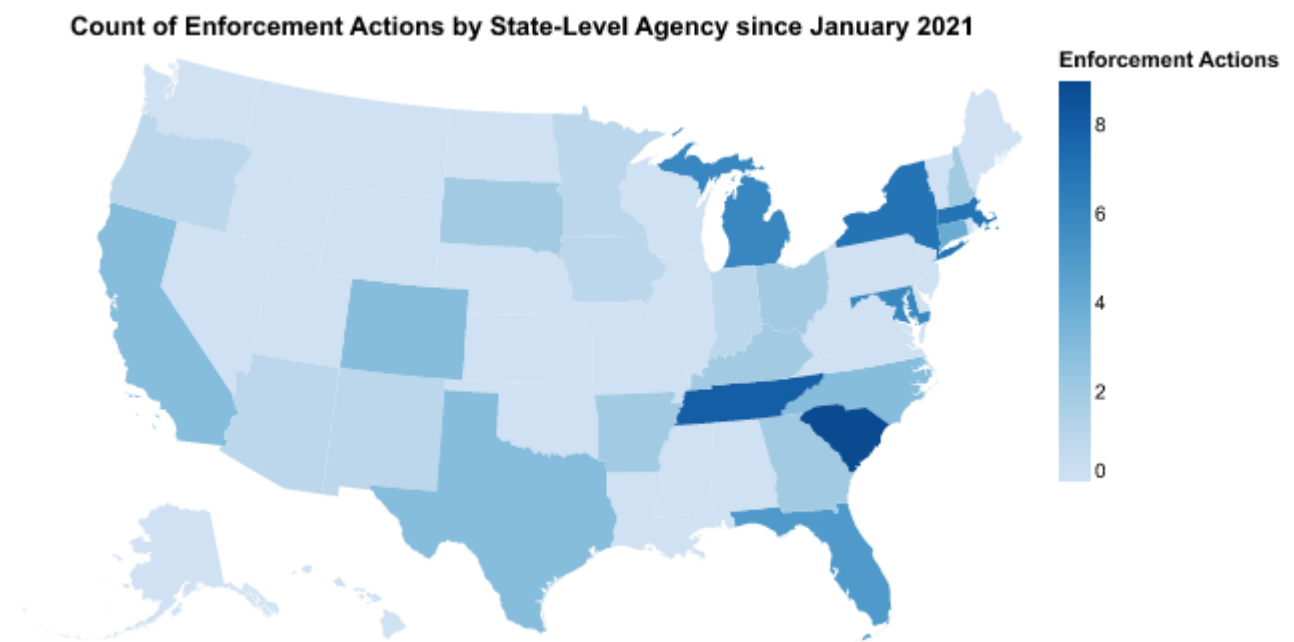 Count of Enforcement Actions by State-Level Agency since January 2021
Enforcement Actions
8
6
4
2
0